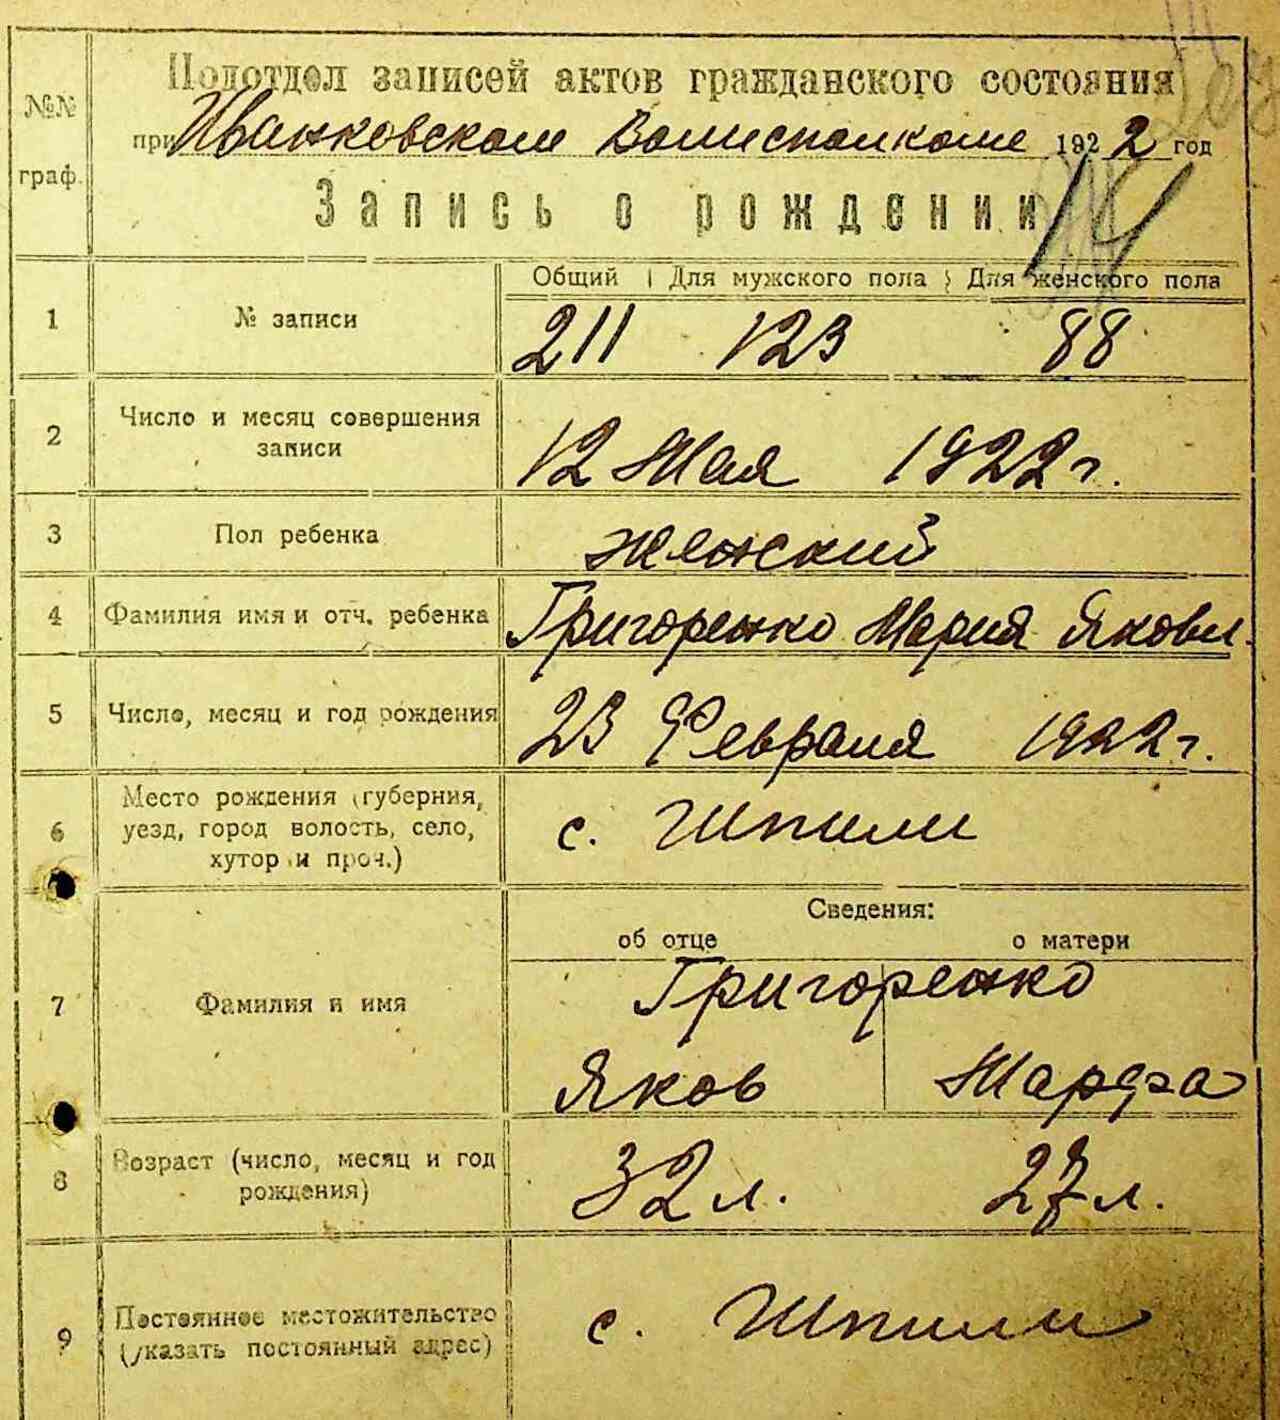 №№ граф.
Подотдел записей актов гражданского состояния
при Иванковском Волисполкоме 1922 год
Запись о рождении
14
Общий Для мужского пола Для женского пола
1 № записи 211 123 88
2 Число и месяц совершения
записи 12 Мая 1922 г.
3 Пол ребенка женский
4 Фамилия имя и отч. ребенка Григоренко Мария Яковл.
5 Число, месяц и год рождения 23 Февраля 1922 г.
Место рождения (губерния,
6 уезд, город волость, село, с. Шпили
хутор и проч.)
Сведения:
об отце о матери
7 Фамилия и имя Григоренко
Яков Марфа
8 Возраст (число, месяц и год
рождения) 32 л. 27 л.
9 Постоянное местожительство
(указать постоянный адрес) с. Шпили